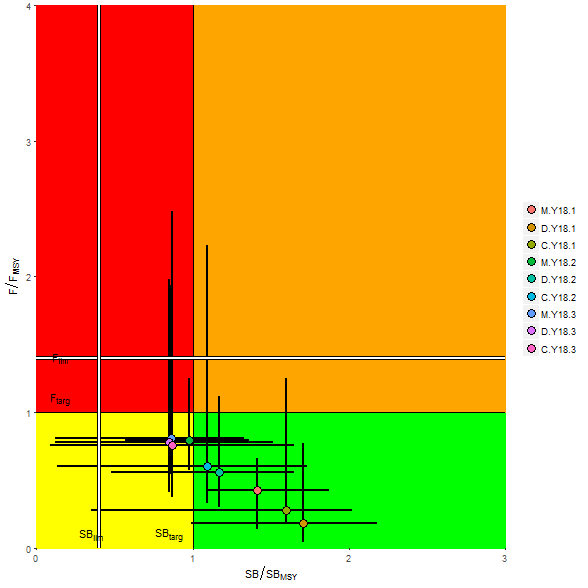 4
3
2
1
0
F/F_MSY
F_lim
F_targ
SB_lim
SB_targ
0
1
2
3
SB/SB_MSY
M.Y18.1
D.Y18.1
C.Y18.1
M.Y18.2
D.Y18.2
C.Y18.2
M.Y18.3
D.Y18.3
C.Y18.3